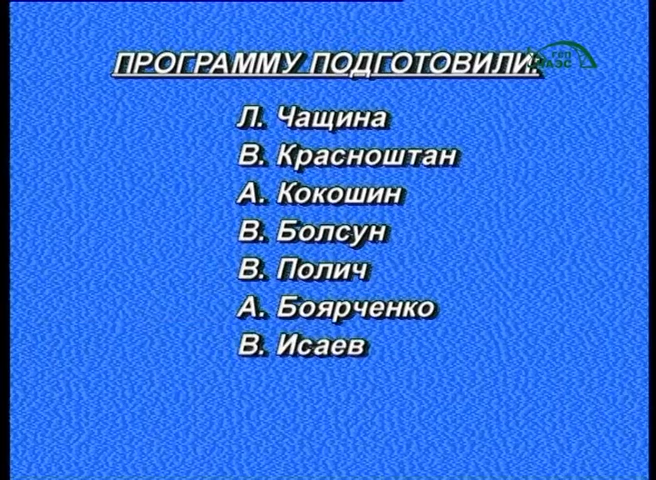 ПРОГРАММУ ПОДГОТОВИЛИ:
Л. Чащина
В. Красноштан
А. Кокошин
В. Болсун
В. Полич
А. Боярченко
В. Исаев